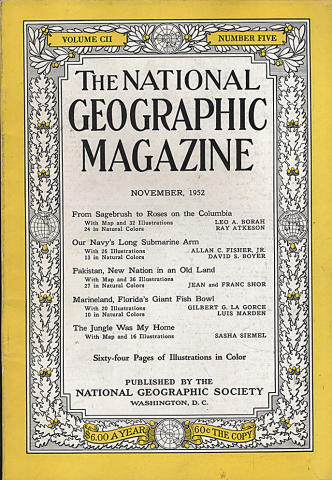 VOLUME CII NUMBER FIVE
THE NATIONAL
GEOGRAPHIC
MAGAZINE
NOVEMBER, 1952
From Sagebrush to Roses on the Columbia
With Map and 32 Illustrations LEO A. BORAH
24 in Natural Colors RAY ATKESON
Our Navy's Long Submarine Arm
With 26 Illustrations ALLAN C. FISHER, JR.
13 in Natural Colors DAVID S. BOYER
Pakistan, New Nation in an Old Land
With Map and 36 Illustrations
27 in Natural Colors JEAN and FRANC SHOR
Marineland, Florida's Giant Fish Bowl
With 20 Illustrations GILBERT G. LA GORCE
10 in Natural Colors LUIS MARDEN
The Jungle Was My Home
With Map and 16 Illustrations SASHA SIEMEL
Sixty-four Pages of Illustrations in Color
PUBLISHED BY THE
NATIONAL GEOGRAPHIC SOCIETY
WASHINGTON, D. C.
$6.00 A YEAR 60c THE COPY